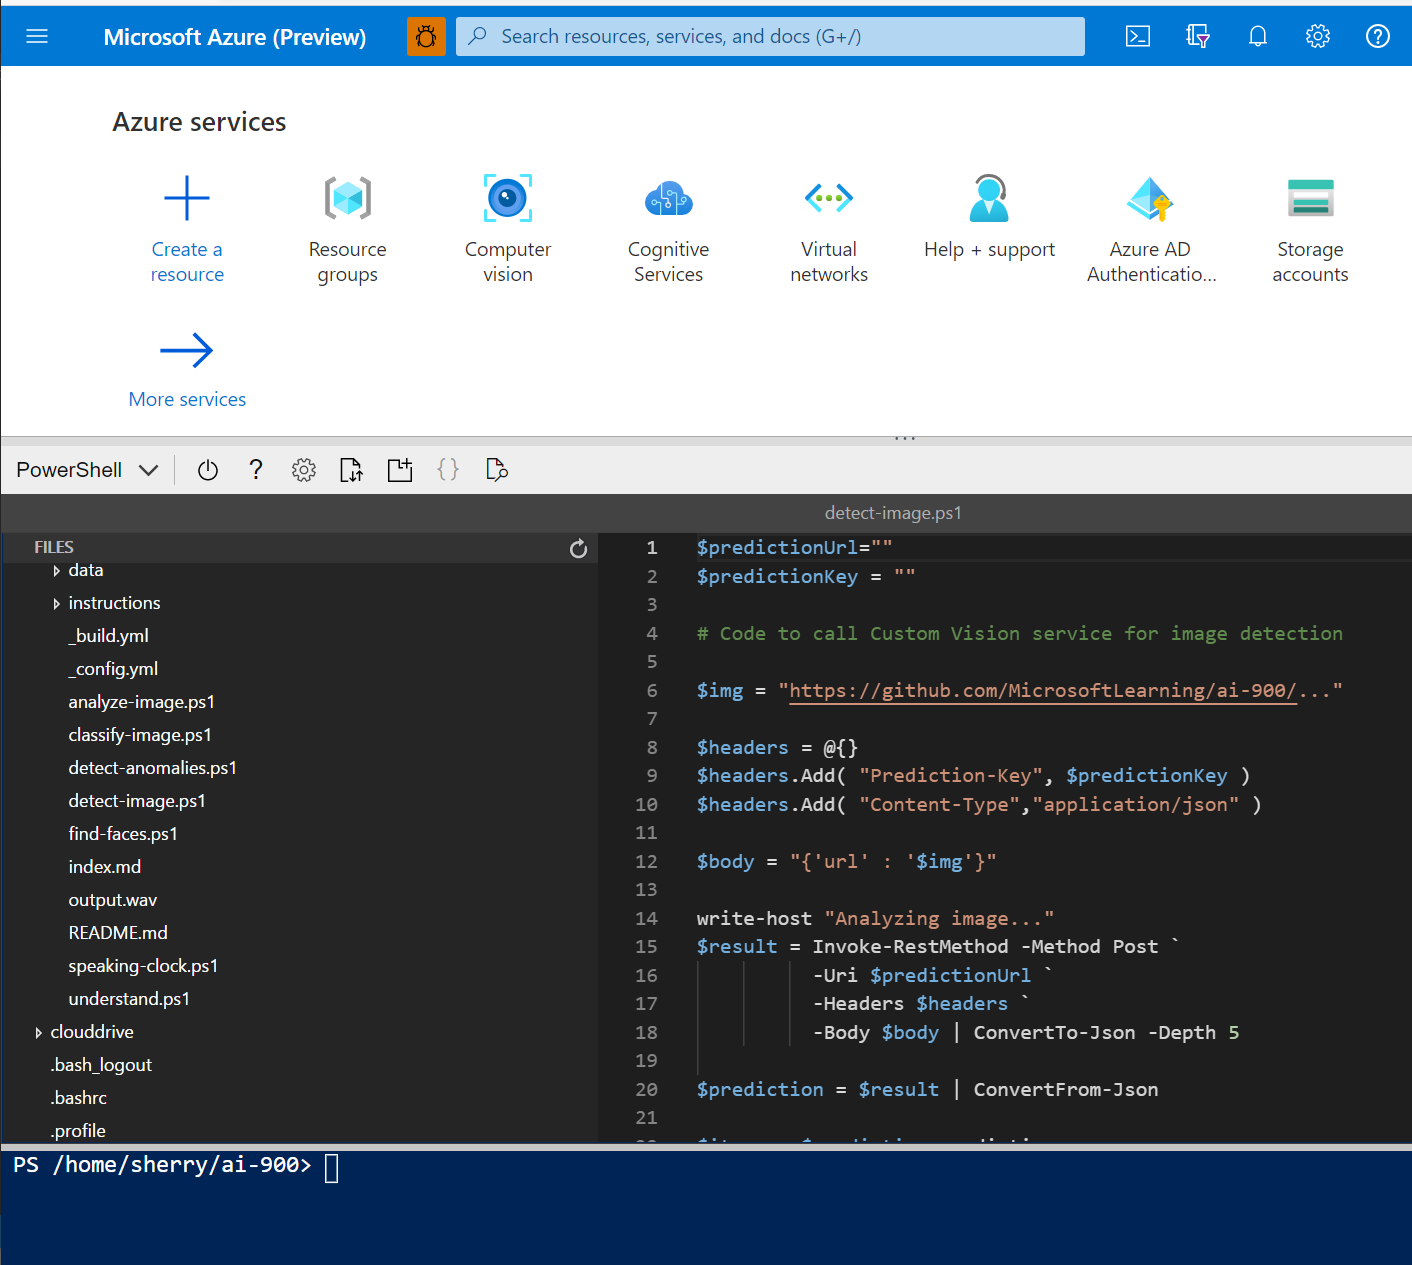 Microsoft Azure (Preview)
Search resources, services, and docs (G+/)
Azure services
Create a resource
Resource groups
Computer vision
Cognitive Services
Virtual networks
Help + support
Azure AD Authenticatio...
Storage accounts
More services
PowerShell
detect-image.ps1
FILES
data
instructions
_build.yml
_config.yml
analyze-image.ps1
classify-image.ps1
detect-anomalies.ps1
detect-image.ps1
find-faces.ps1
index.md
output.wav
README.md
speaking-clock.ps1
understand.ps1
clouddrive
.bash_logout
.bashrc
.profile
1 $predictionUrl=""
2 $predictionKey = ""
3
4 # Code to call Custom Vision service for image detection
5
6 $img = "https://github.com/MicrosoftLearning/ai-900/..."
7
8 $headers = @{}
9 $headers.Add( "Prediction-Key", $predictionKey )
10 $headers.Add( "Content-Type","application/json" )
11
12 $body = "{'url' : '$img'}"
13
14 write-host "Analyzing image..."
15 $result = Invoke-RestMethod -Method Post `
16 -Uri $predictionUrl `
17 -Headers $headers `
18 -Body $body | ConvertTo-Json -Depth 5
19
20 $prediction = $result | ConvertFrom-Json
21
PS /home/sherry/ai-900>